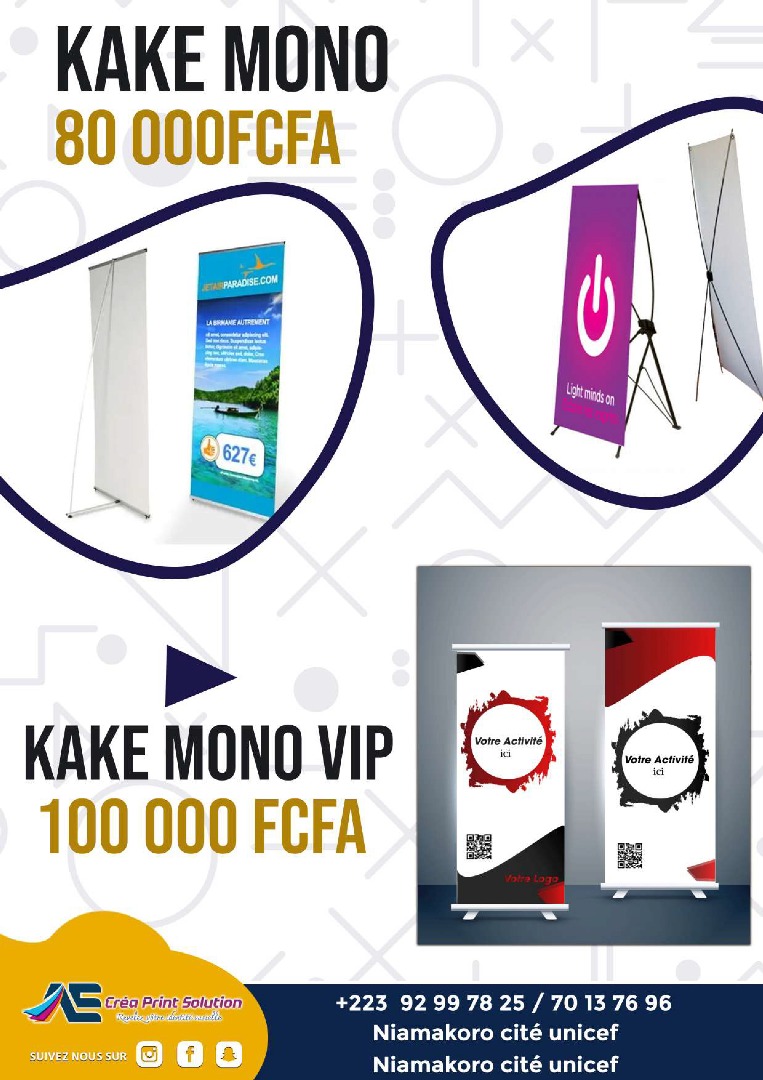 KAKE MONO
80 000FCFA
JETAIRPARADISE.COM
LA BIRMANIE AUTREMENT
627€
Light minds on
KAKE MONO VIP
100 000 FCFA
Votre Activité
ici
Votre Logo
Votre Activité
ici
Créa Print Solution
SUIVEZ NOUS SUR
+223 92 99 78 25 / 70 13 76 96
Niamakoro cité unicef
Niamakoro cité unicef